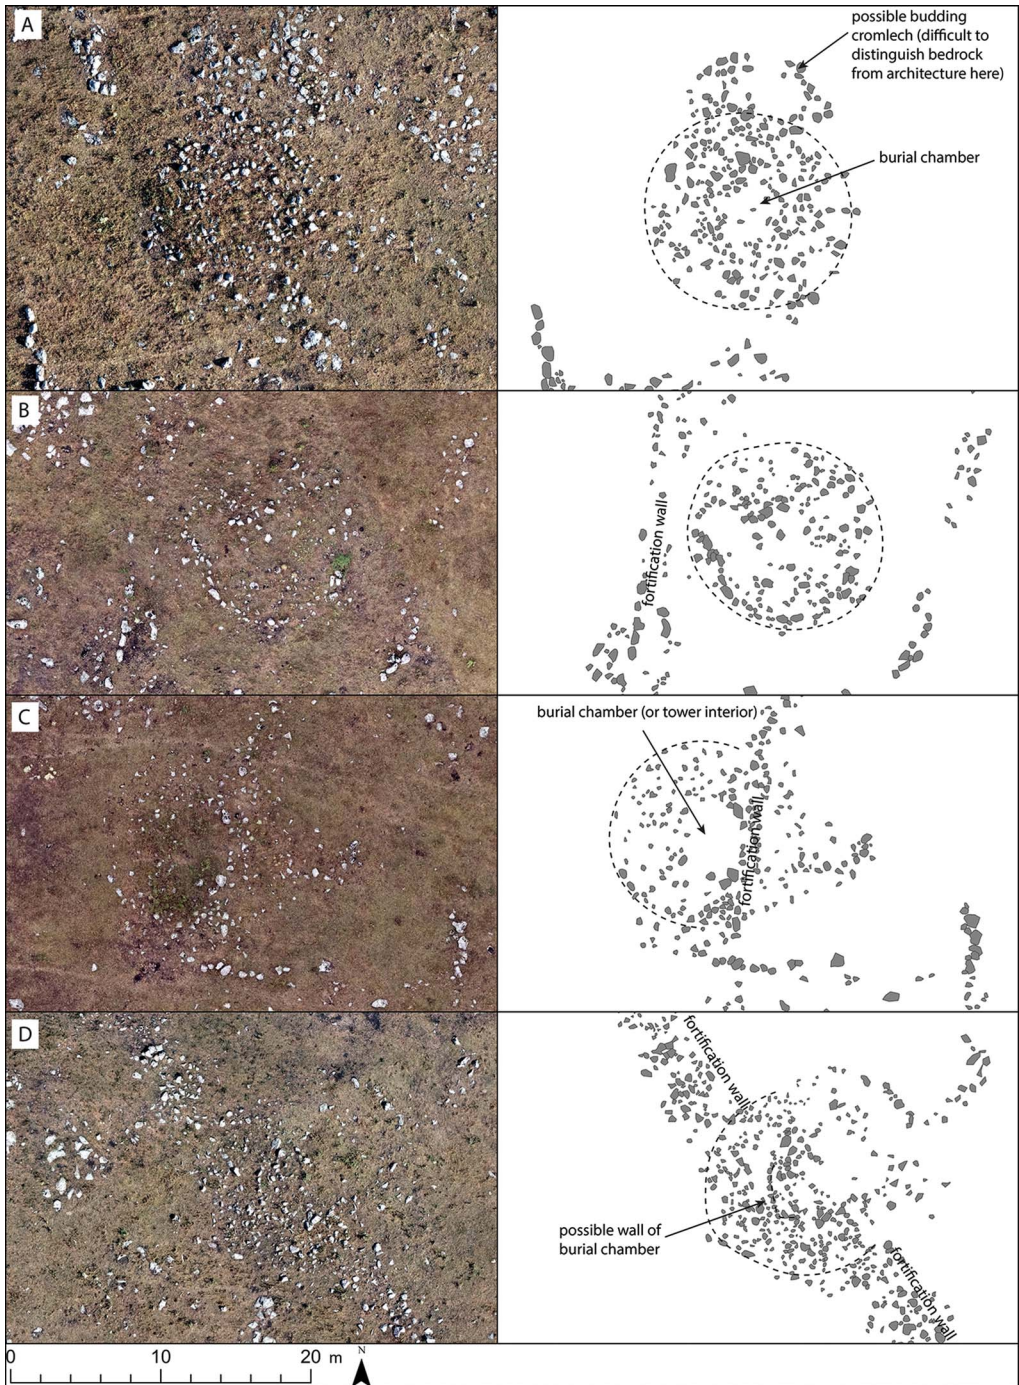 A
possible budding
cromlech (difficult to
distinguish bedrock
from architecture here)
burial chamber
B
fortification wall
C
burial chamber (or tower interior)
fortification wall
D
fortification wall
possible wall of
burial chamber
fortification wall
0 10 20 m
N